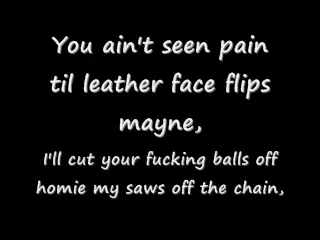 You ain't seen pain
til leather face flips
mayne,
I'll cut your fucking balls off
homie my saws off the chain,